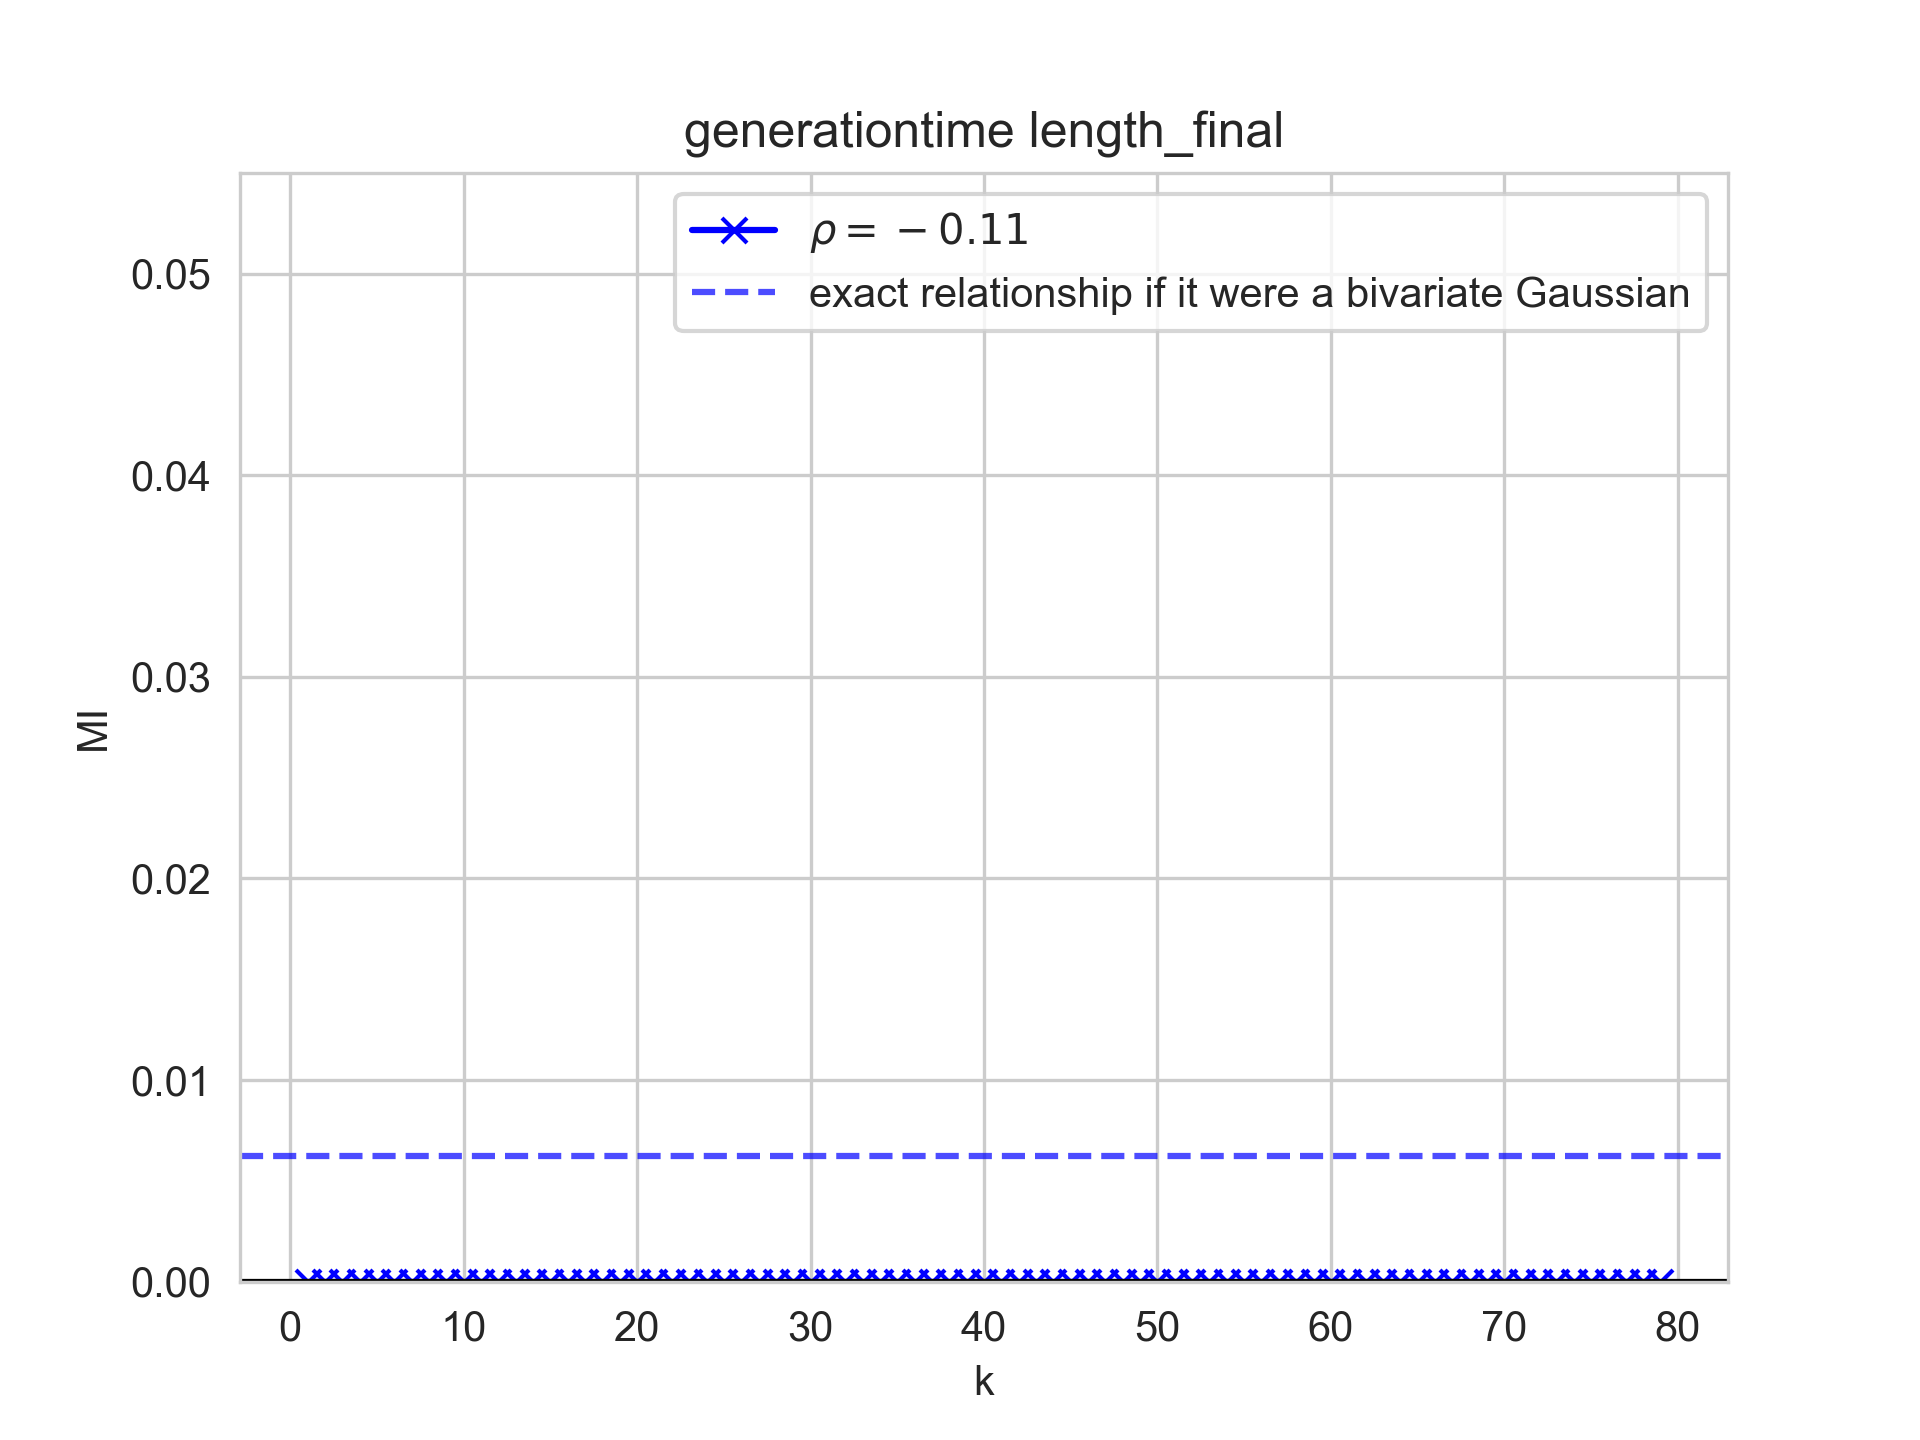 generationtime length_final
ρ = −0.11
exact relationship if it were a bivariate Gaussian
0.05
0.04
0.03
0.02
0.01
0.00
MI
0 10 20 30 40 50 60 70 80
k